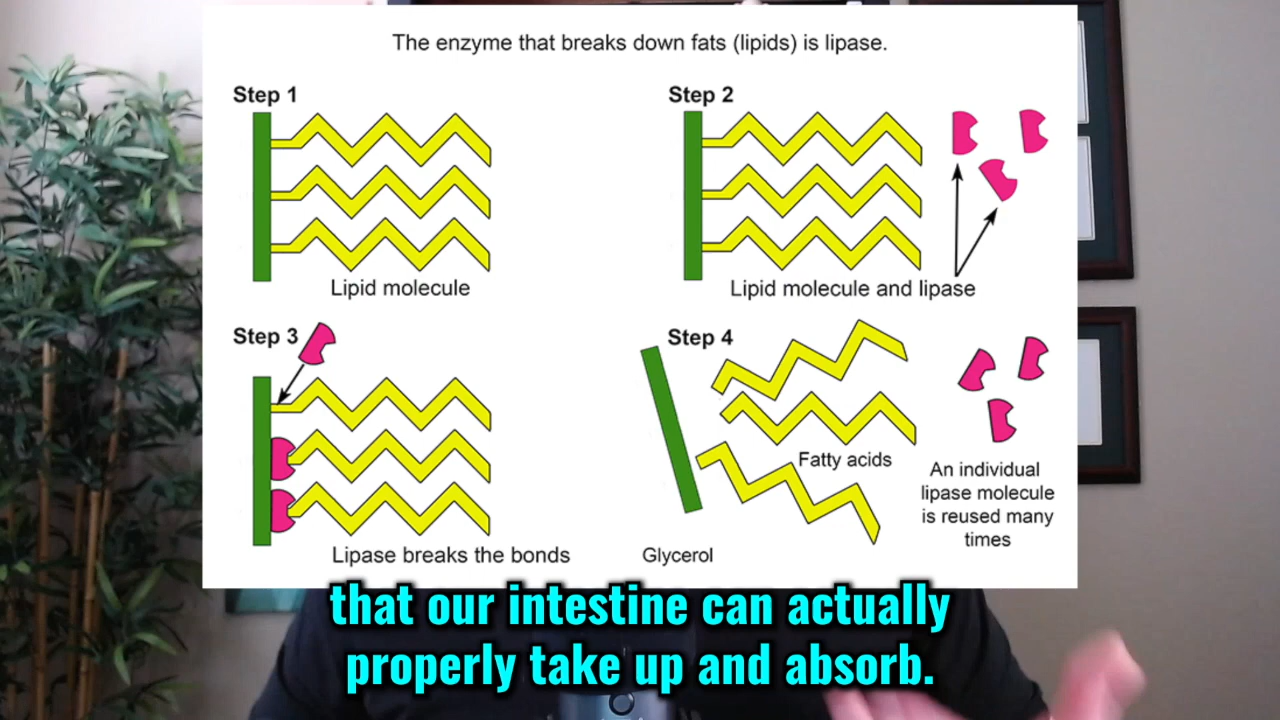 The enzyme that breaks down fats (lipids) is lipase.
Step 1
Lipid molecule
Step 2
Lipid molecule and lipase
Step 3
Lipase breaks the bonds
Step 4
Fatty acids
Glycerol
An individual
lipase molecule
is reused many
times
that our intestine can actually
properly take up and absorb.